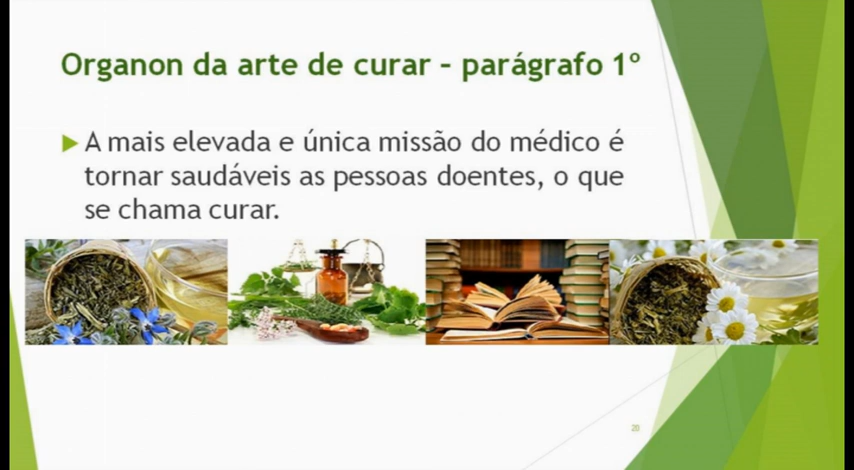 Organon da arte de curar – parágrafo 1º
A mais elevada e única missão do médico é
tornar saudáveis as pessoas doentes, o que
se chama curar.
20